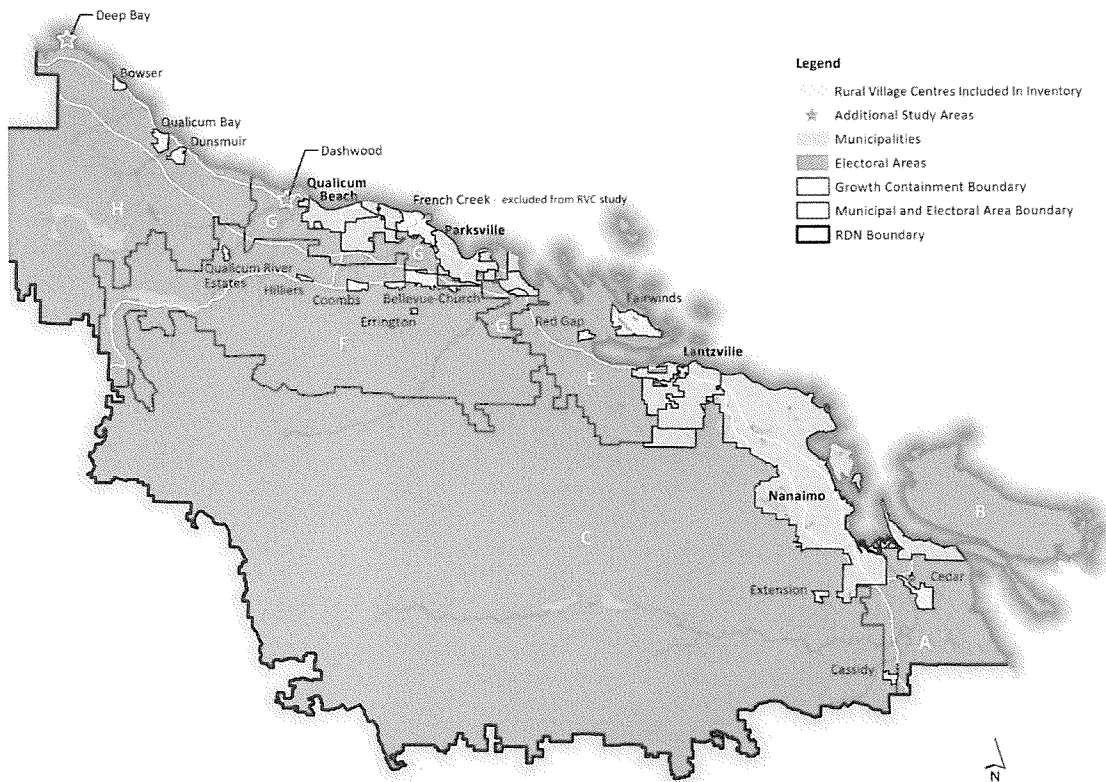 Deep Bay
Bowser
Qualicum Bay
Dunsmuir
Dashwood
Qualicum
Beach
French Creek - excluded from RVC study
Parksville
H
G
G
Qualicum River
Estates
Hilliers
Coombs
Bellevue-Church
Errington
F
G
Red Gap
Fairwinds
E
Lantzville
Nanaimo
B
C
Extension
Cedar
A
Cassidy
Legend
Rural Village Centres Included In Inventory
Additional Study Areas
Municipalities
Electoral Areas
Growth Containment Boundary
Municipal and Electoral Area Boundary
RDN Boundary
N